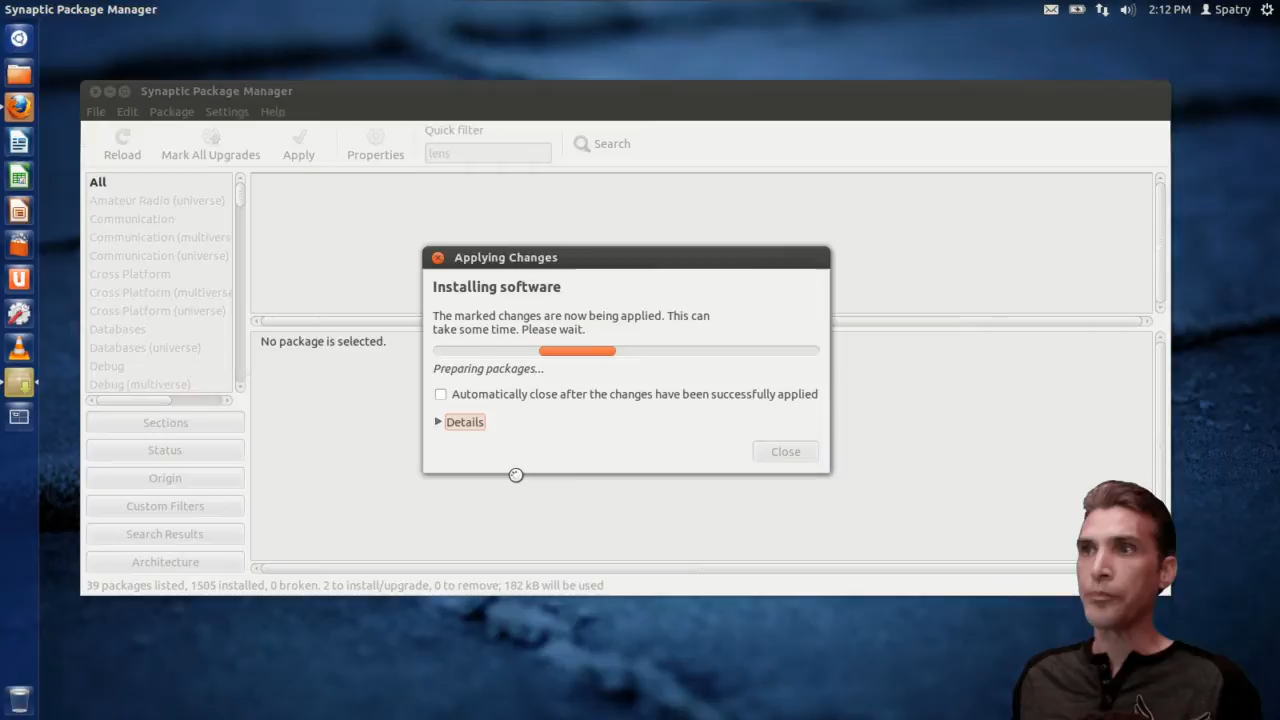 Synaptic Package Manager
2:12 PM Spatry
Synaptic Package Manager
File Edit Package Settings Help
Reload Mark All Upgrades Apply Properties
Quick filter
lens
Search
All
Amateur Radio (universe)
Communication
Communication (multivers
Communication (universe)
Cross Platform
Cross Platform (multiverse
Cross Platform (universe)
Databases
Databases (universe)
Debug
Debug (multiverse)
Sections
Status
Origin
Custom Filters
Search Results
Architecture
No package is selected.
Applying Changes
Installing software
The marked changes are now being applied. This can
take some time. Please wait.
Preparing packages...
Automatically close after the changes have been successfully applied
Details
Close
39 packages listed, 1505 installed, 0 broken. 2 to install/upgrade, 0 to remove; 182 kB will be used